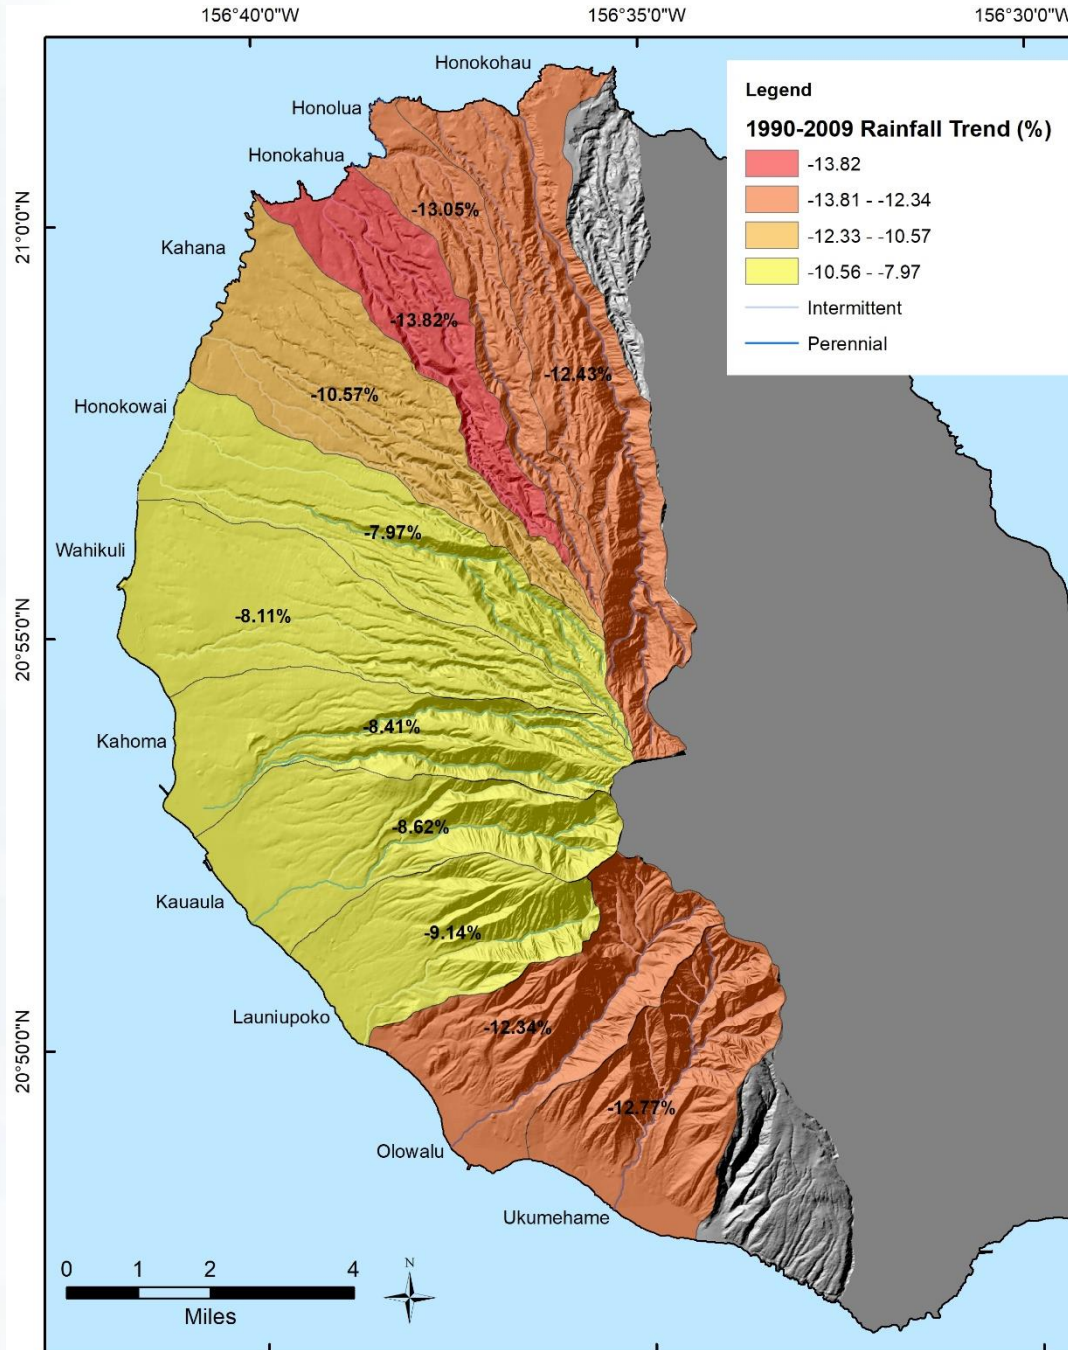 156°40'0"W
156°35'0"W
156°30'0"W
Honokohau
Honolua
Honokahua
Legend
1990-2009 Rainfall Trend (%)
-13.82
-13.81 - -12.34
-12.33 - -10.57
-10.56 - -7.97
Intermittent
Perennial
21°0'0"N
-13.05%
Kahana
-13.82%
-12.43%
-10.57%
Honokowai
-7.97%
Wahikuli
-8.11%
20°55'0"N
-8.41%
Kahoma
-8.62%
Kauaula
-9.14%
Launiupoko
-12.34%
20°50'0"N
-12.77%
Olowalu
Ukumehame
N
0 1 2 4
Miles